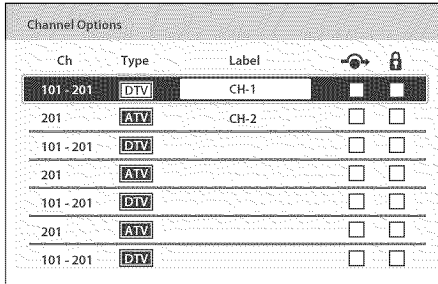 Channel Options
Ch Type Label
101 - 201 DTV CH-1
201 ATV CH-2
101 - 201 DTV
201 ATV
101 - 201 DTV
201 ATV
101 - 201 DTV